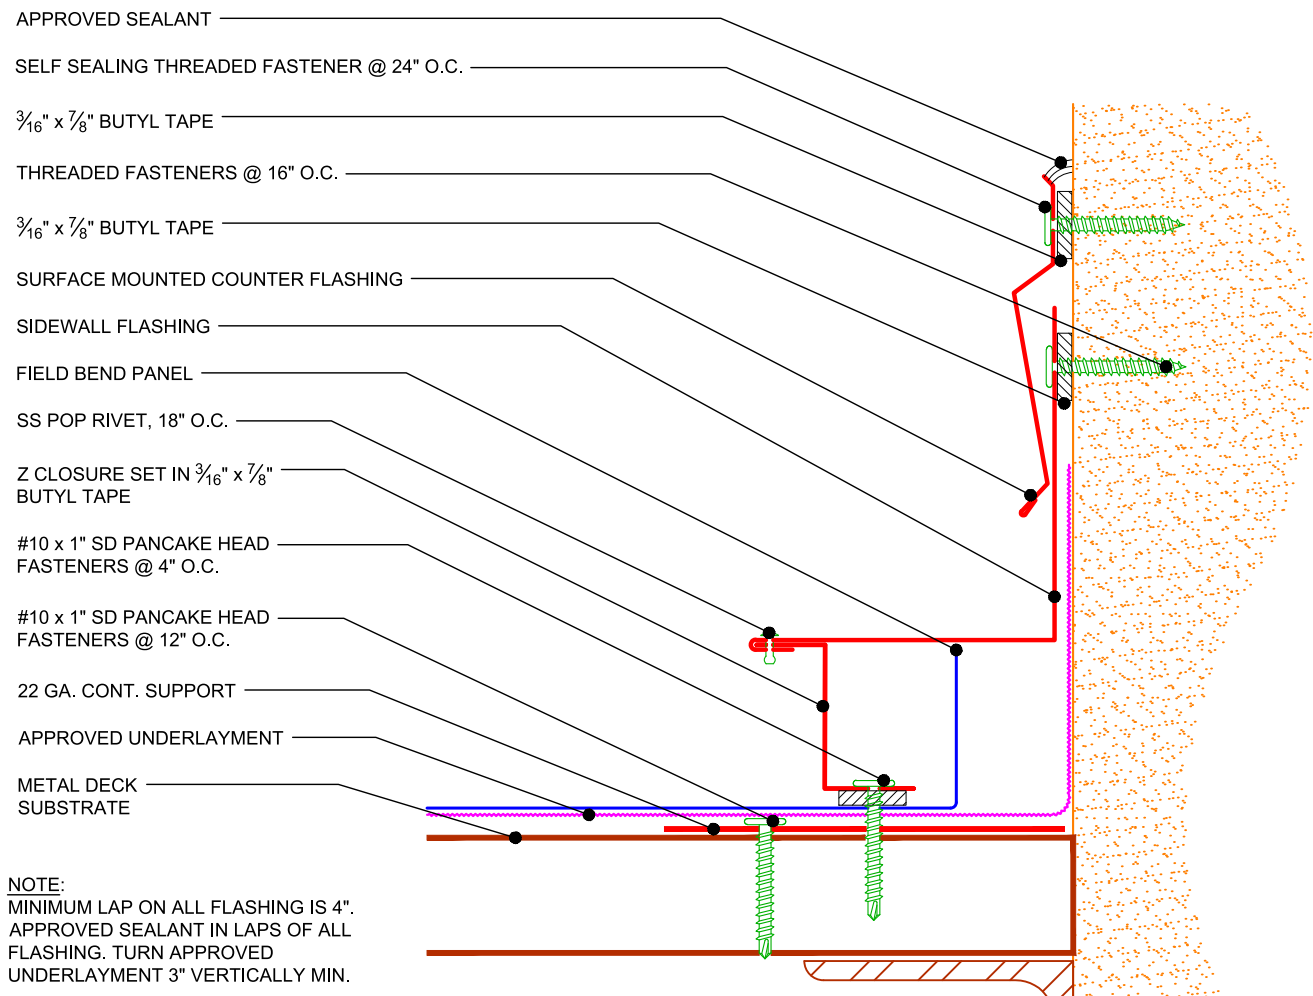 APPROVED SEALANT
SELF SEALING THREADED FASTENER @ 24" O.C.
3/16" x 7/8" BUTYL TAPE
THREADED FASTENERS @ 16" O.C.
3/16" x 7/8" BUTYL TAPE
SURFACE MOUNTED COUNTER FLASHING
SIDEWALL FLASHING
FIELD BEND PANEL
SS POP RIVET, 18" O.C.
Z CLOSURE SET IN 3/16" x 7/8"
BUTYL TAPE
#10 x 1" SD PANCAKE HEAD
FASTENERS @ 4" O.C.
#10 x 1" SD PANCAKE HEAD
FASTENERS @ 12" O.C.
22 GA. CONT. SUPPORT
APPROVED UNDERLAYMENT
METAL DECK
SUBSTRATE
NOTE:
MINIMUM LAP ON ALL FLASHING IS 4".
APPROVED SEALANT IN LAPS OF ALL
FLASHING. TURN APPROVED
UNDERLAYMENT 3" VERTICALLY MIN.